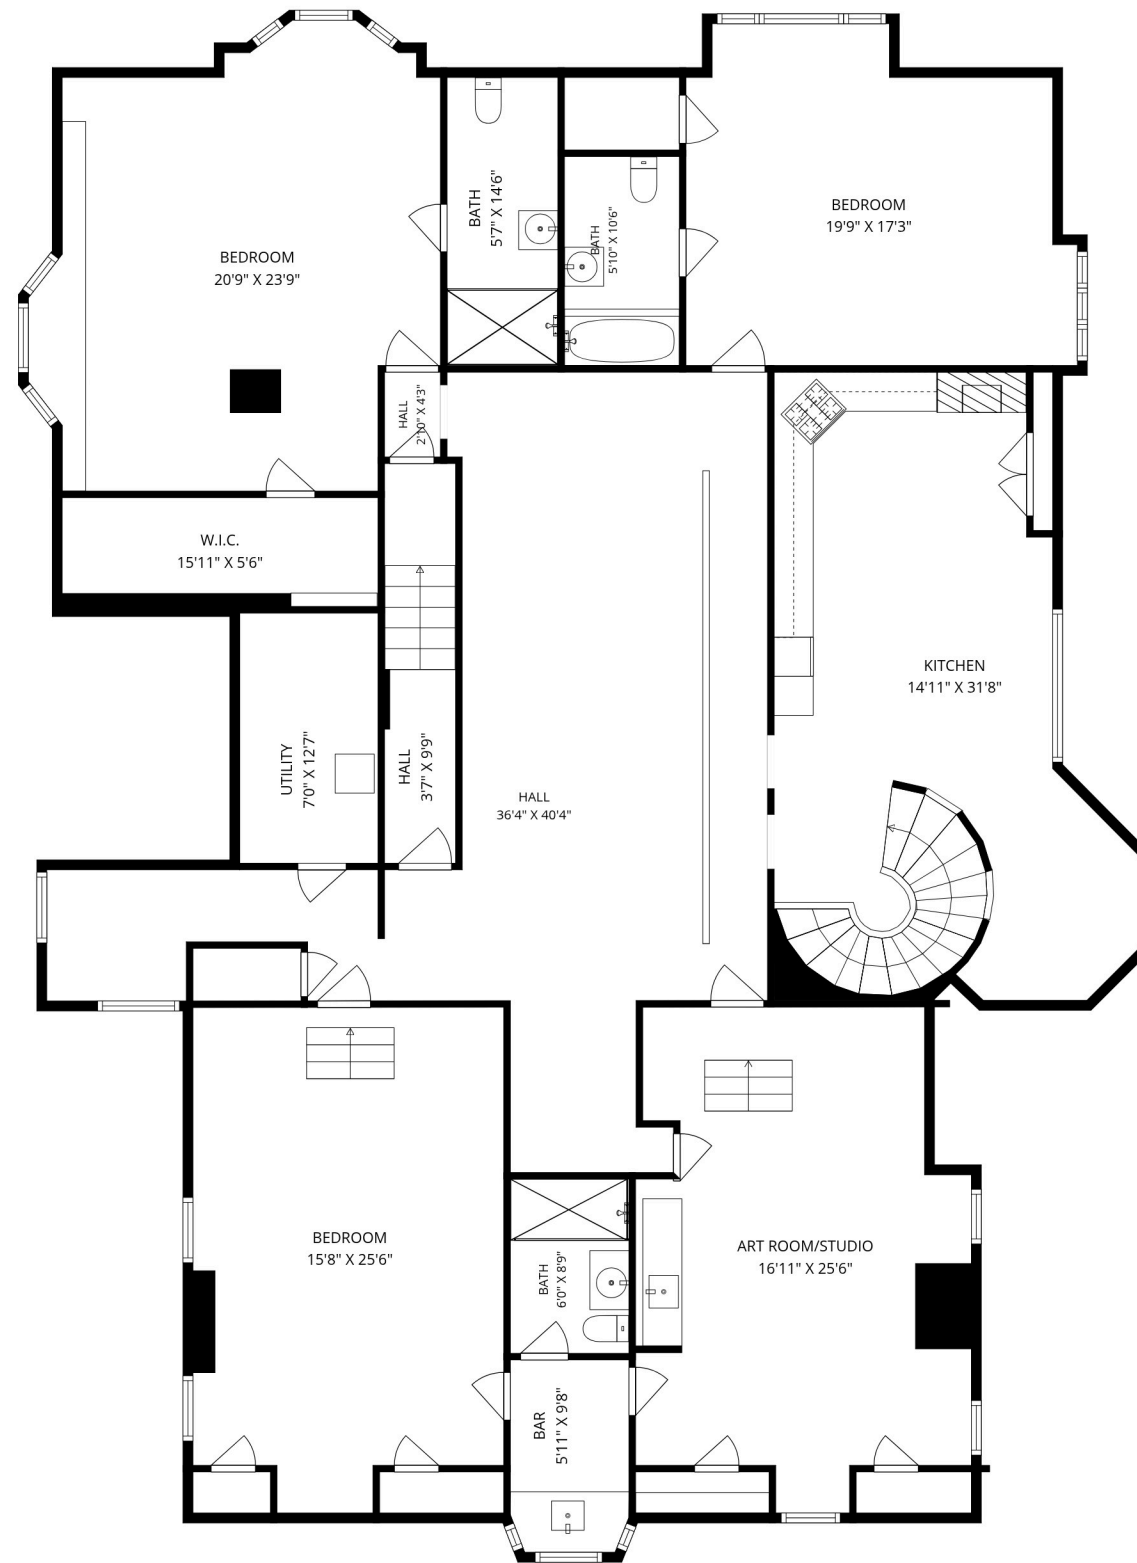 BEDROOM
19'9" X 17'3"
BATH
5'7" X 14'6"
BATH
5'10" X 10'6"
BEDROOM
20'9" X 23'9"
HALL
2'10" X 4'3"
W.I.C.
15'11" X 5'6"
KITCHEN
14'11" X 31'8"
UTILITY
7'0" X 12'7"
HALL
3'7" X 9'9"
HALL
36'4" X 40'4"
BEDROOM
15'8" X 25'6"
BATH
6'0" X 8'9"
ART ROOM/STUDIO
16'11" X 25'6"
BAR
5'11" X 9'8"